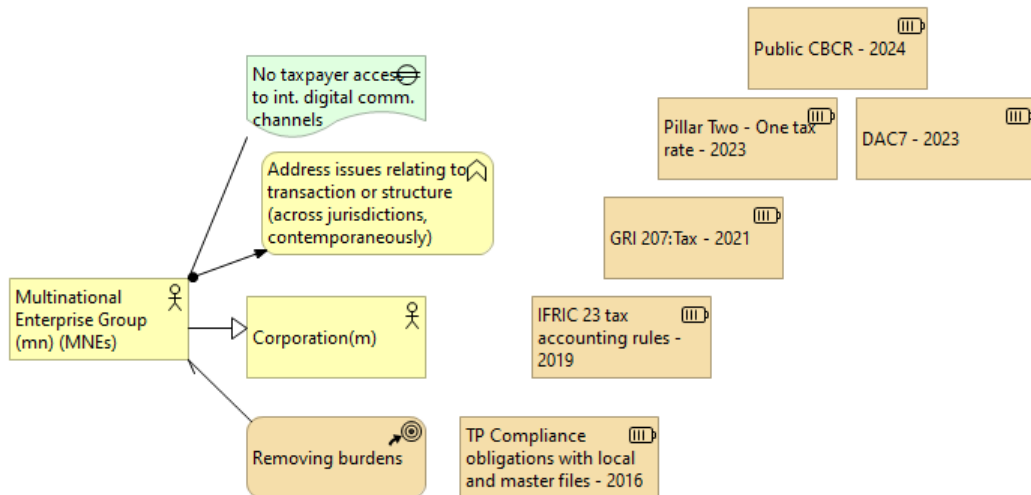 Public CBCR - 2024
No taxpayer access
to int. digital comm.
channels
Pillar Two - One tax
rate - 2023
DAC7 - 2023
Address issues relating to
transaction or structure
(across jurisdictions,
contemporaneously)
GRI 207:Tax - 2021
Multinational
Enterprise Group
(mn) (MNEs)
Corporation(m)
IFRIC 23 tax
accounting rules -
2019
Removing burdens
TP Compliance
obligations with local
and master files - 2016